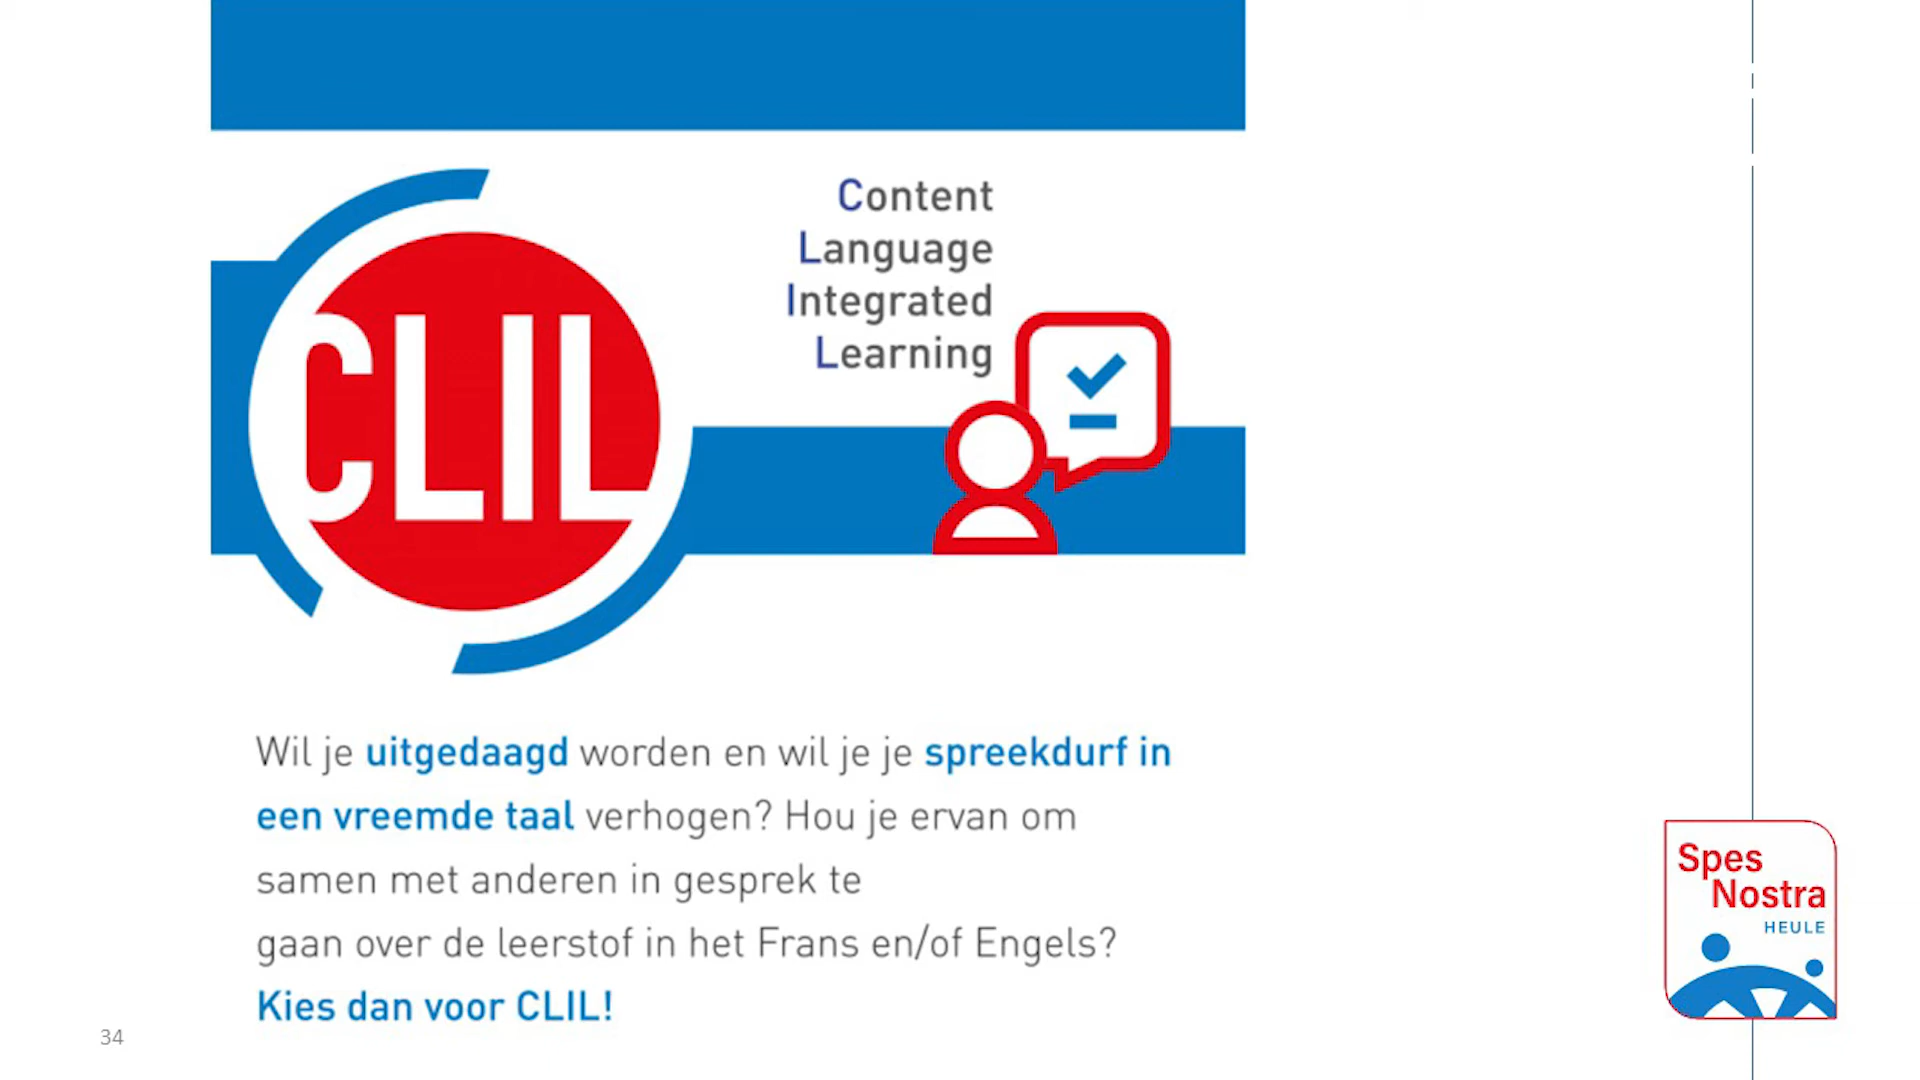 Content
Language
Integrated
Learning
CLIL
Wil je uitgedaagd worden en wil je je spreekdurf in
een vreemde taal verhogen? Hou je ervan om
samen met anderen in gesprek te
gaan over de leerstof in het Frans en/of Engels?
Kies dan voor CLIL!
Spes
Nostra
HEULE
34